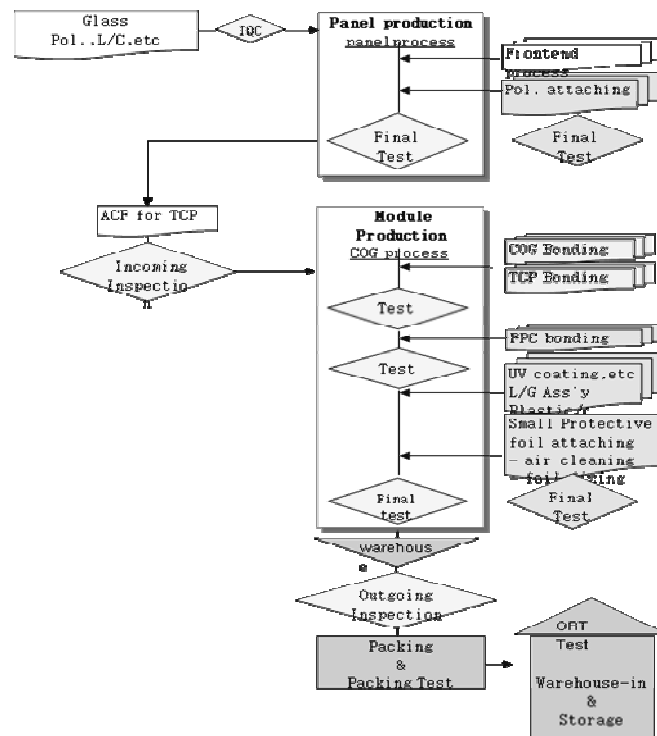 Glass
Pol..L/C.etc
IQC
Panel production
panel process
Frontend
process
Pol. attaching
Final
Test
Final
Test
ACF for TCP
Incoming
Inspectio
n
Module
Production
COG process
COG Bonding
TCP Bonding
Test
FPC bonding
Test
UV coating,etc
L/G Ass'y
Small Protective
foil attaching
- air cleaning
Final
test
Final
Test
warehous
e
Outgoing
Inspection
Packing
&
Packing Test
ORT
Test
Warehouse-in
&
Storage